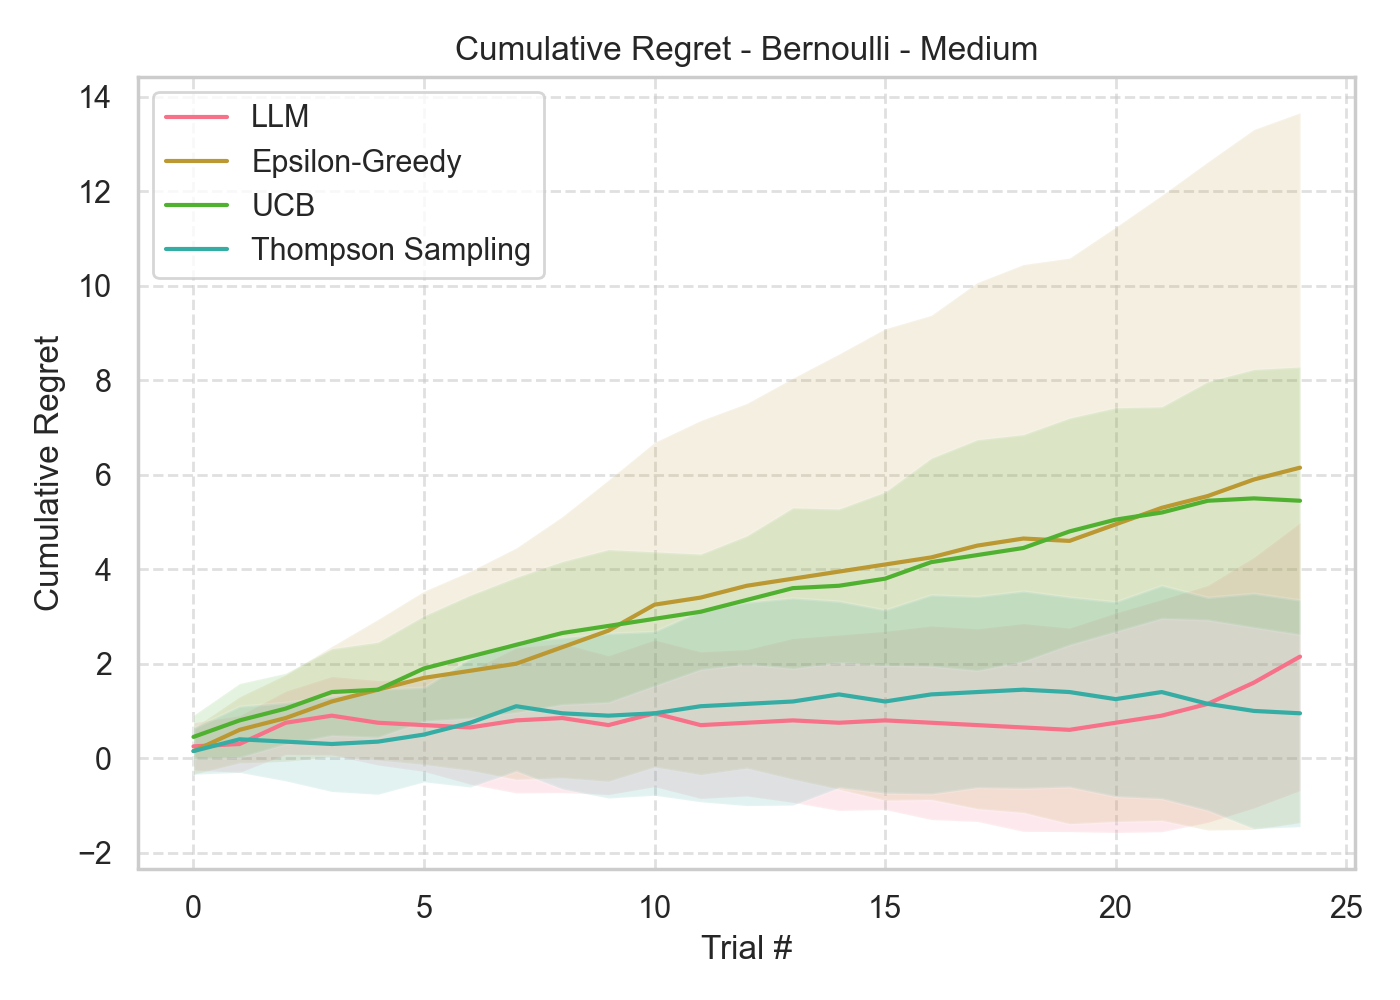 Cumulative Regret - Bernoulli - Medium
14
12
10
8
6
4
2
0
−2
Cumulative Regret
LLM
Epsilon-Greedy
UCB
Thompson Sampling
0 5 10 15 20 25
Trial #